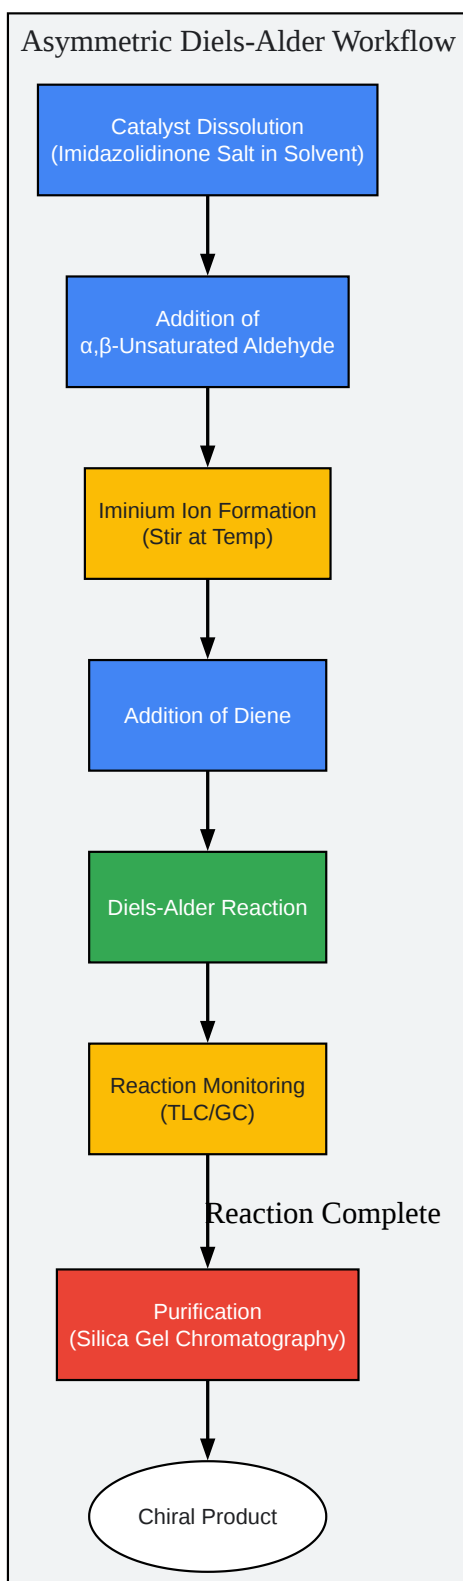 Asymmetric Diels-Alder Workflow
Catalyst Dissolution
(Imidazolidinone Salt in Solvent)
Addition of
α,β-Unsaturated Aldehyde
Iminium Ion Formation
(Stir at Temp)
Addition of Diene
Diels-Alder Reaction
Reaction Monitoring
(TLC/GC)
Reaction Complete
Purification
(Silica Gel Chromatography)
Chiral Product